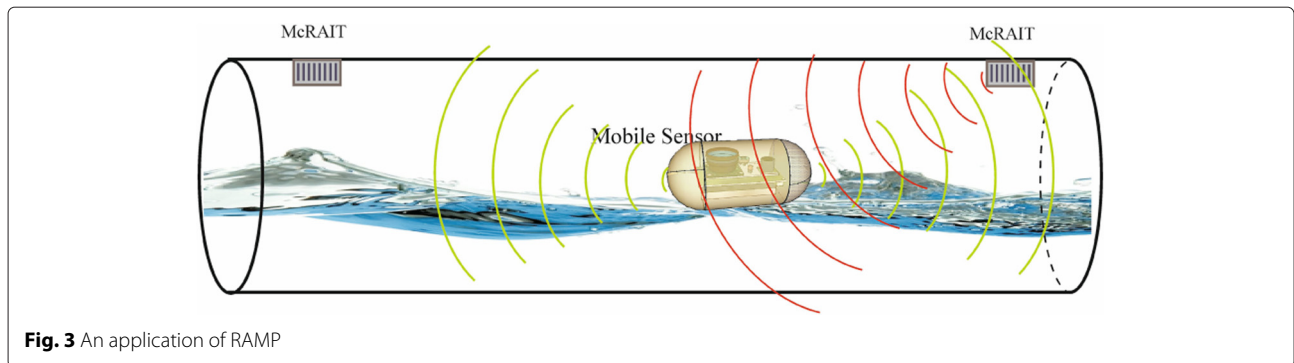 McRAIT
McRAIT
Mobile Sensor
Fig. 3 An application of RAMP